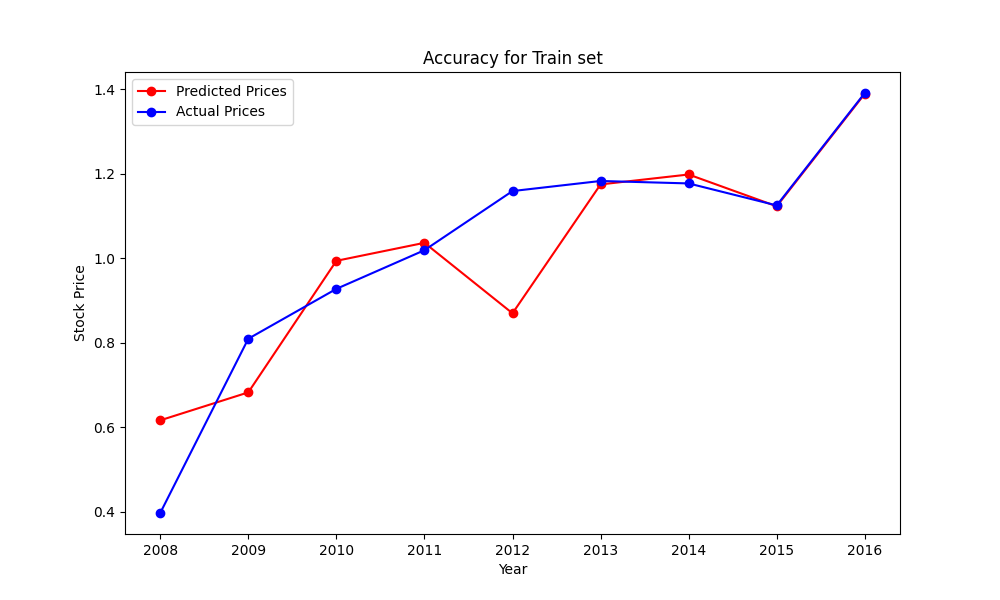 Accuracy for Train set
Predicted Prices
Actual Prices
1.4
1.2
1.0
0.8
0.6
0.4
Stock Price
2008 2009 2010 2011 2012 2013 2014 2015 2016
Year